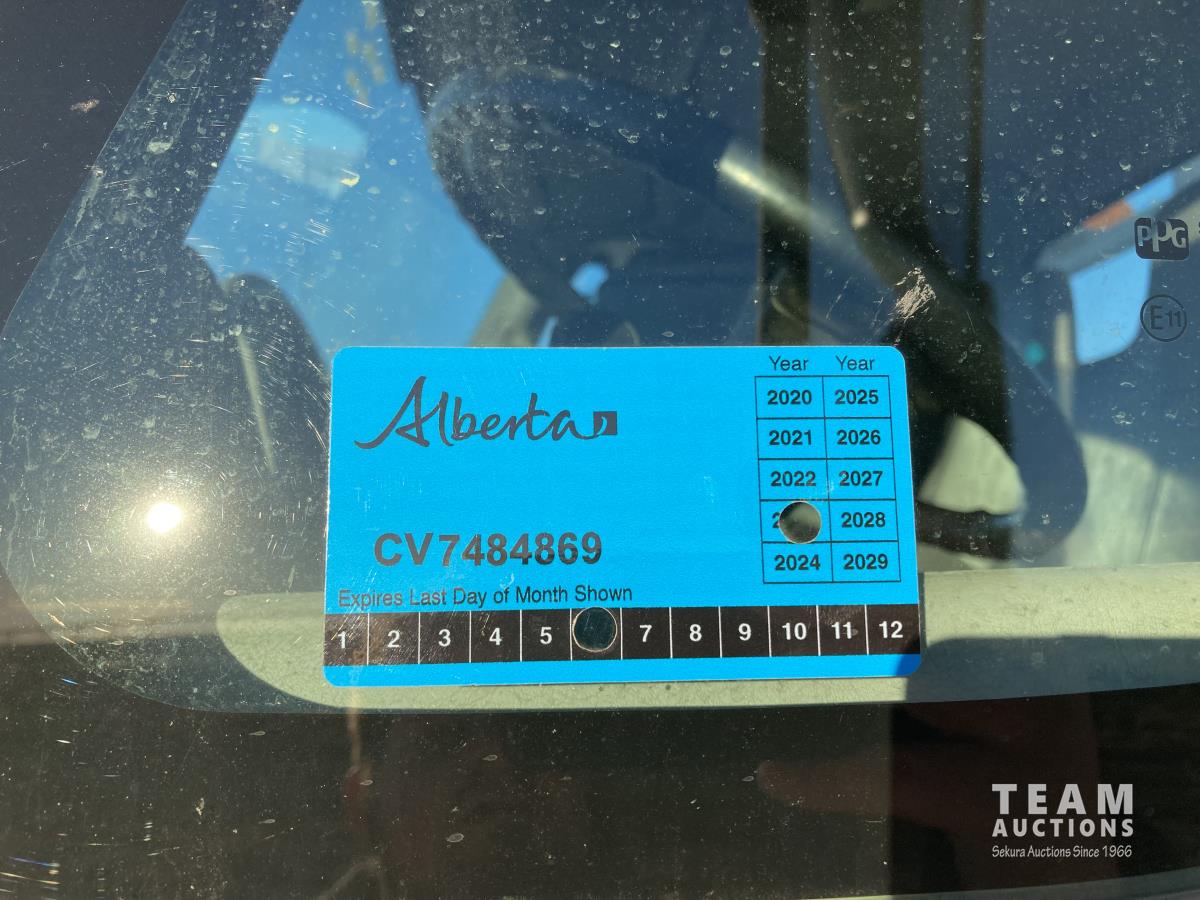 Alberta
CV7484869
Expires Last Day of Month Shown
1 2 3 4 5 7 8 9 10 11 12
Year Year
2020 2025
2021 2026
2022 2027
2028
2024 2029
PPG
E11
TEAM
AUCTIONS
Sekura Auctions Since 1966